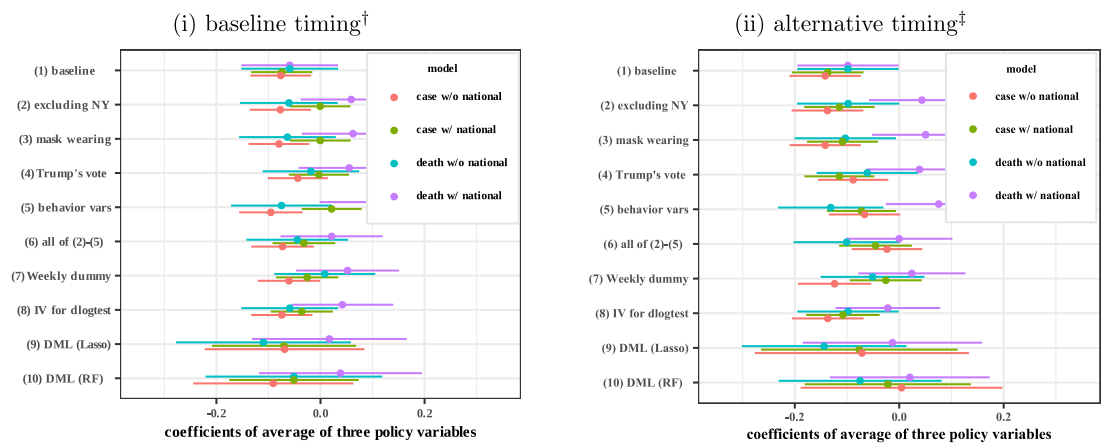 (i) baseline timing†
(1) baseline
(2) excluding NY
(3) mask wearing
(4) Trump's vote
(5) behavior vars
(6) all of (2)-(5)
(7) Weekly dummy
(8) IV for dlogtest
(9) DML (Lasso)
(10) DML (RF)
model
case w/o national
case w/ national
death w/o national
death w/ national
-0.2 0.0 0.2
coefficients of average of three policy variables
(ii) alternative timing‡
(1) baseline
(2) excluding NY
(3) mask wearing
(4) Trump's vote
(5) behavior vars
(6) all of (2)-(5)
(7) Weekly dummy
(8) IV for dlogtest
(9) DML (Lasso)
(10) DML (RF)
model
case w/o national
case w/ national
death w/o national
death w/ national
-0.2 0.0 0.2
coefficients of average of three policy variables